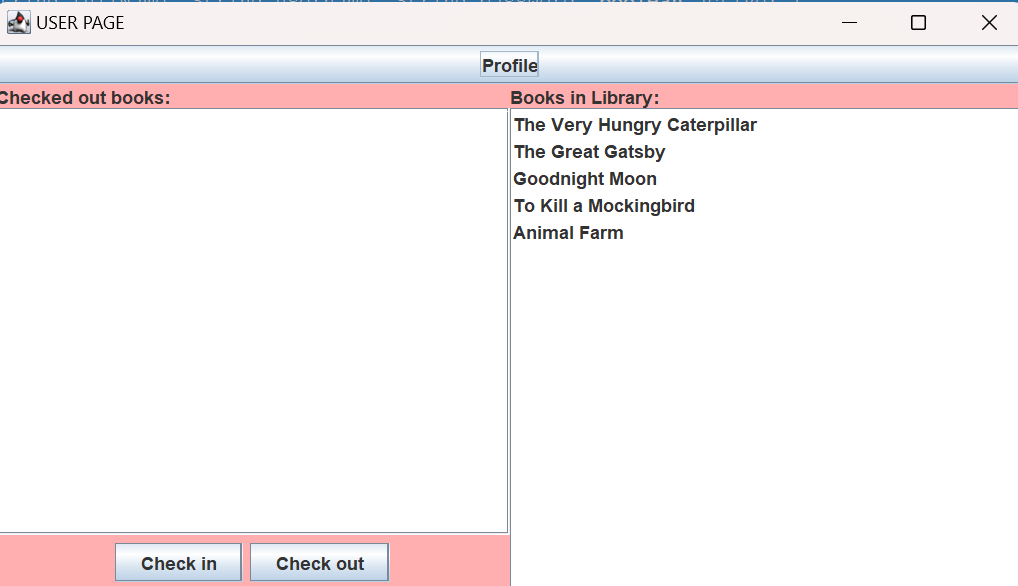 USER PAGE
Profile
Checked out books:
Books in Library:
The Very Hungry Caterpillar
The Great Gatsby
Goodnight Moon
To Kill a Mockingbird
Animal Farm
Check in
Check out